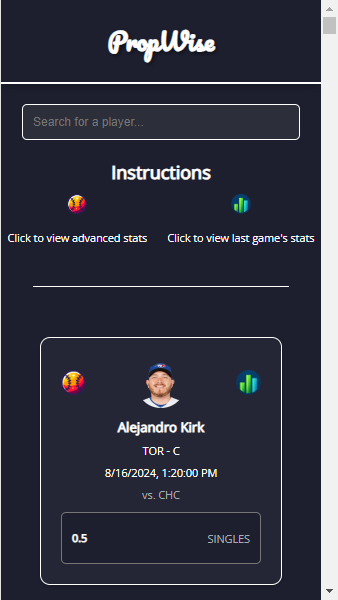 PropWise
Search for a player...
Instructions
Click to view advanced stats
Click to view last game's stats
Alejandro Kirk
TOR - C
8/16/2024, 1:20:00 PM
vs. CHC
0.5 SINGLES